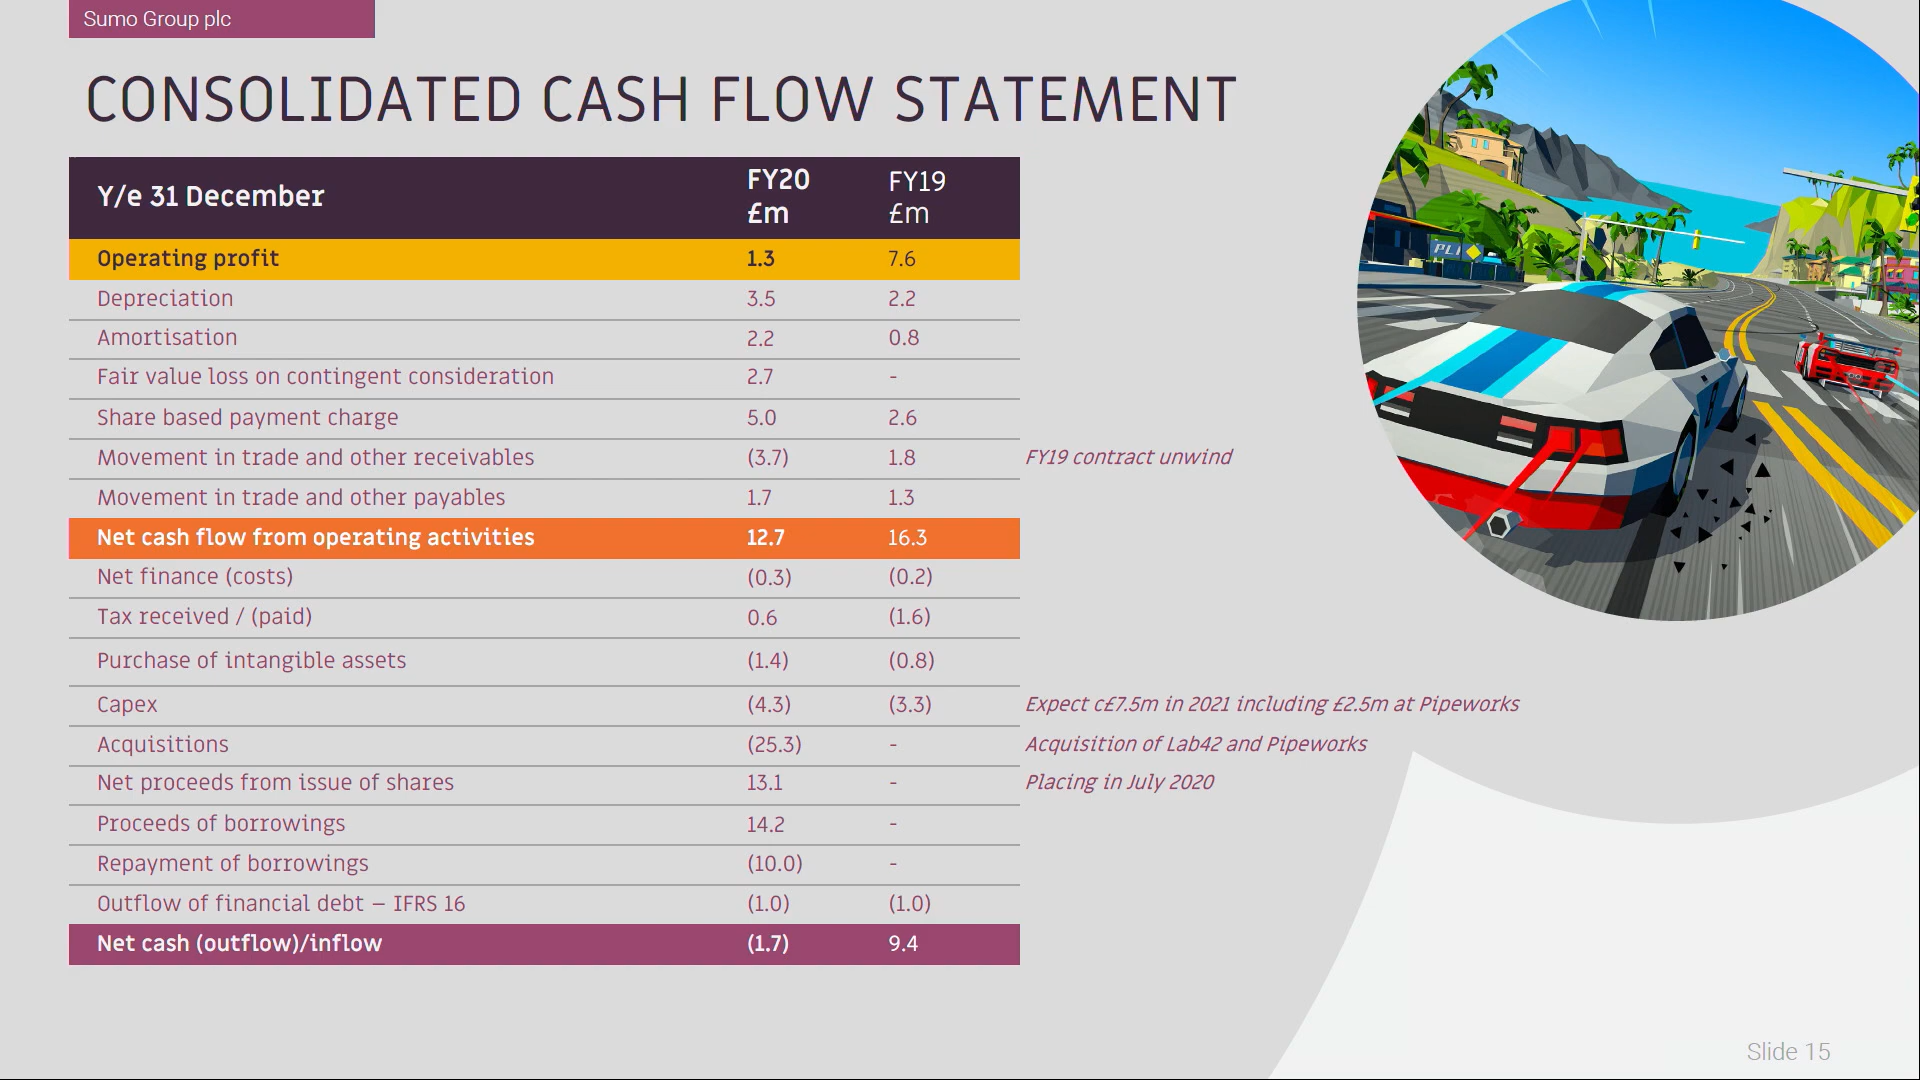 Sumo Group plc
CONSOLIDATED CASH FLOW STATEMENT
Y/e 31 December FY20 £m FY19 £m
Operating profit 1.3 7.6
Depreciation 3.5 2.2
Amortisation 2.2 0.8
Fair value loss on contingent consideration 2.7 -
Share based payment charge 5.0 2.6
Movement in trade and other receivables (3.7) 1.8 FY19 contract unwind
Movement in trade and other payables 1.7 1.3
Net cash flow from operating activities 12.7 16.3
Net finance (costs) (0.3) (0.2)
Tax received / (paid) 0.6 (1.6)
Purchase of intangible assets (1.4) (0.8)
Capex (4.3) (3.3) Expect c£7.5m in 2021 including £2.5m at Pipeworks
Acquisitions (25.3) - Acquisition of Lab42 and Pipeworks
Net proceeds from issue of shares 13.1 - Placing in July 2020
Proceeds of borrowings 14.2 -
Repayment of borrowings (10.0) -
Outflow of financial debt – IFRS 16 (1.0) (1.0)
Net cash (outflow)/inflow (1.7) 9.4
Slide 15